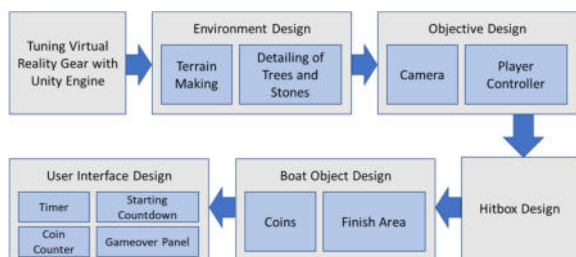 Tuning Virtual
Reality Gear with
Unity Engine
Environment Design
Terrain
Making
Detailing of
Trees and
Stones
Objective Design
Camera
Player
Controller
Hitbox Design
Boat Object Design
Coins
Finish Area
User Interface Design
Timer
Starting
Countdown
Coin
Counter
Gameover Panel